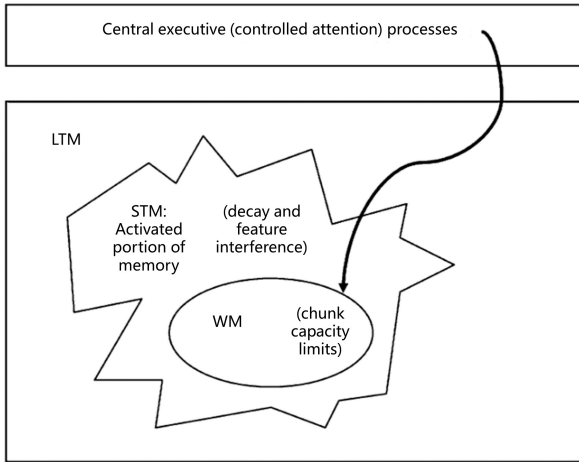 Central executive (controlled attention) processes
LTM
STM:
Activated
portion of
memory
(decay and
feature
interference)
WM
(chunk
capacity
limits)